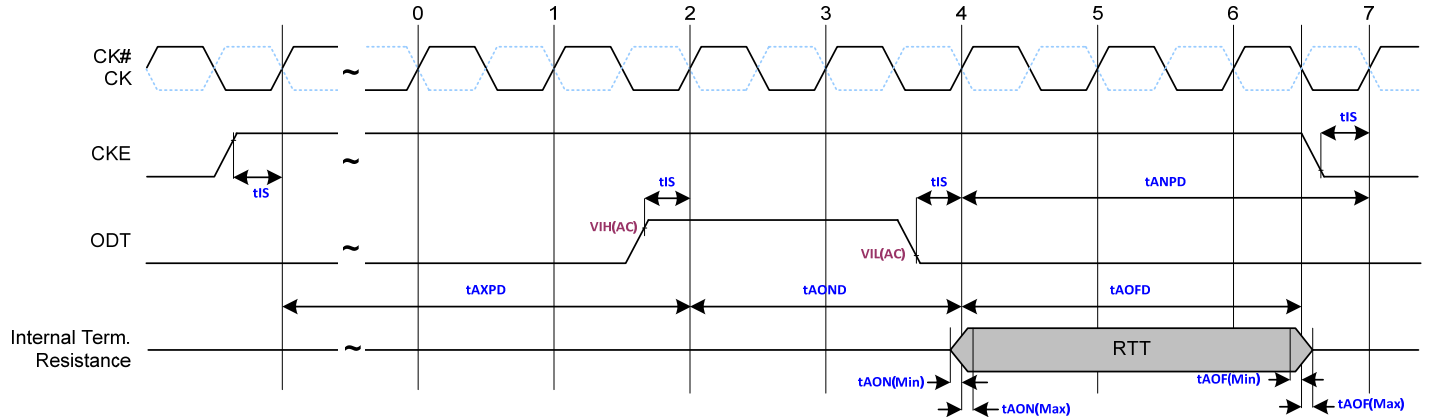 0 1 2 3 4 5 6 7
CK#
CK
~
tIS
CKE
~
tIS
tIS
tIS
tANPD
VIH(AC)
ODT
~
VIL(AC)
tAXPD
tAOND
tAOFD
Internal Term.
Resistance
~
RTT
tAON(Min)
tAOF(Min)
tAON(Max)
tAOF(Max)